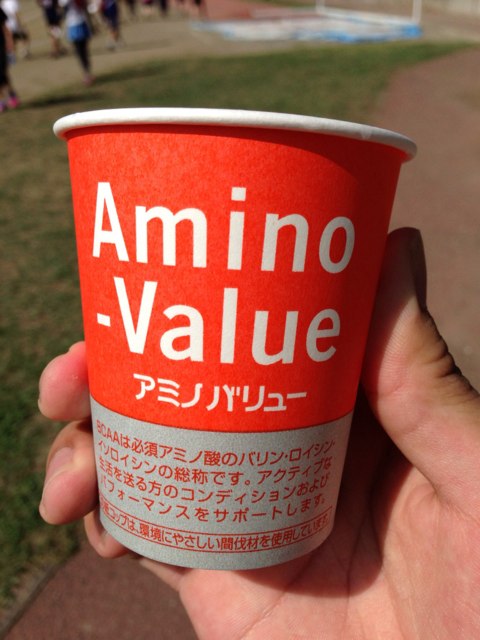 Amino
-Value
アミノバリュー
BCAAは必須アミノ酸のバリン・ロイシン・
イソロイシンの総称です。アクティブな
生活を送る方のコンディションおよび
パフォーマンスをサポートします。
紙コップは、環境にやさしい間伐材を使用しています。